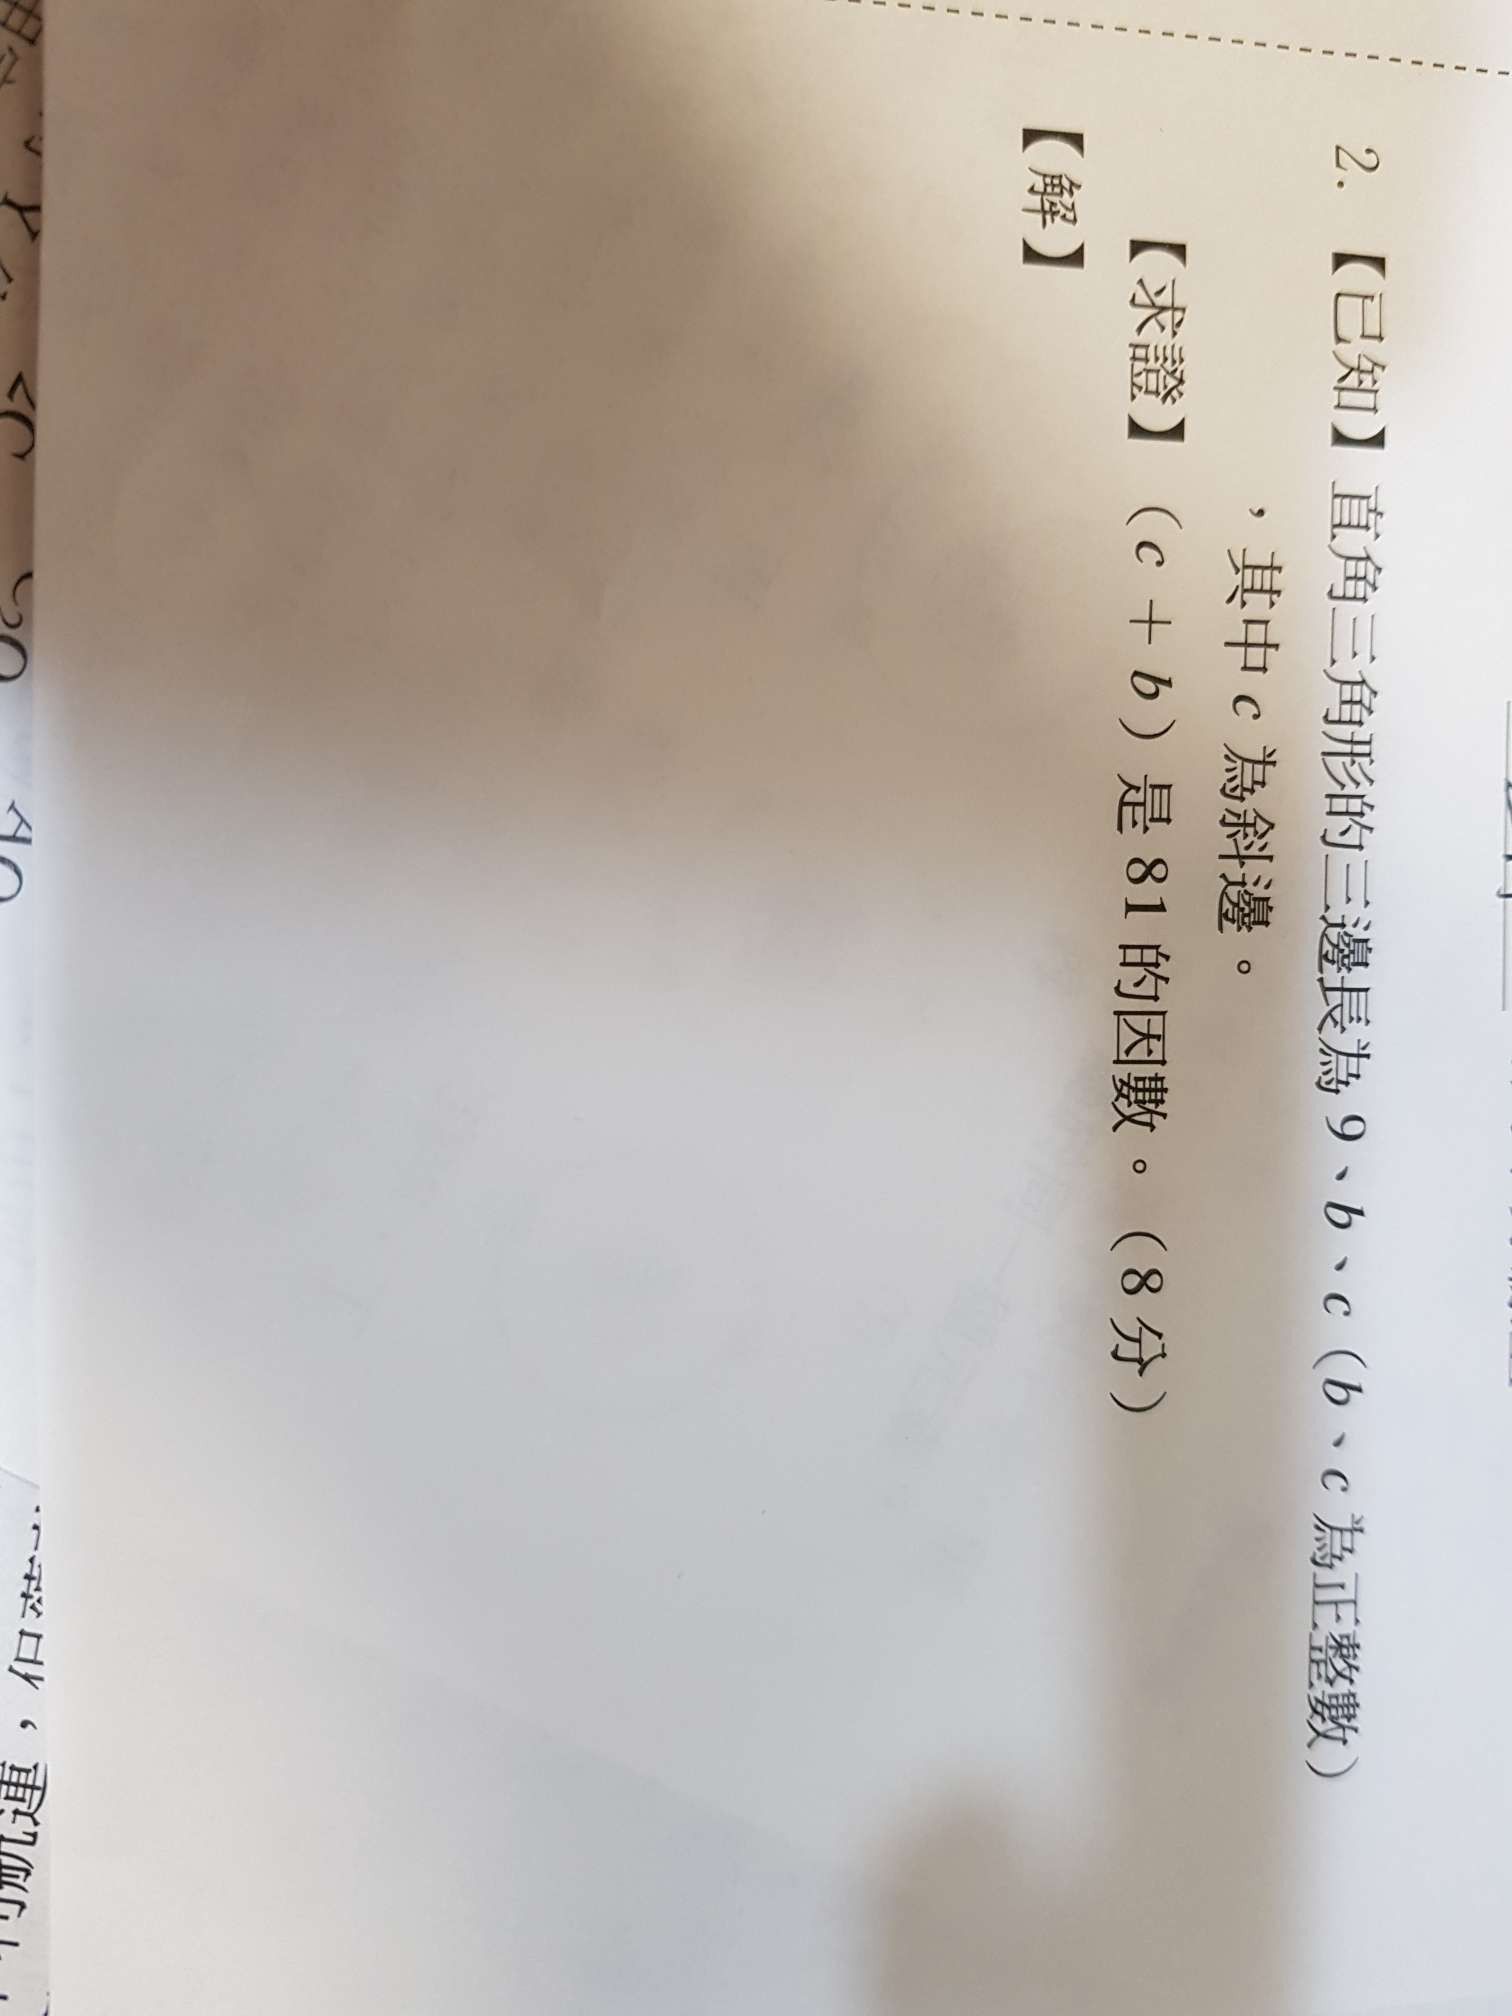 2.【已知】直角三角形的三邊長為 9、b、c(b、c 為正整數)
，其中 c 為斜邊。
【求證】(c + b) 是 81 的因數。(8 分)
【解】